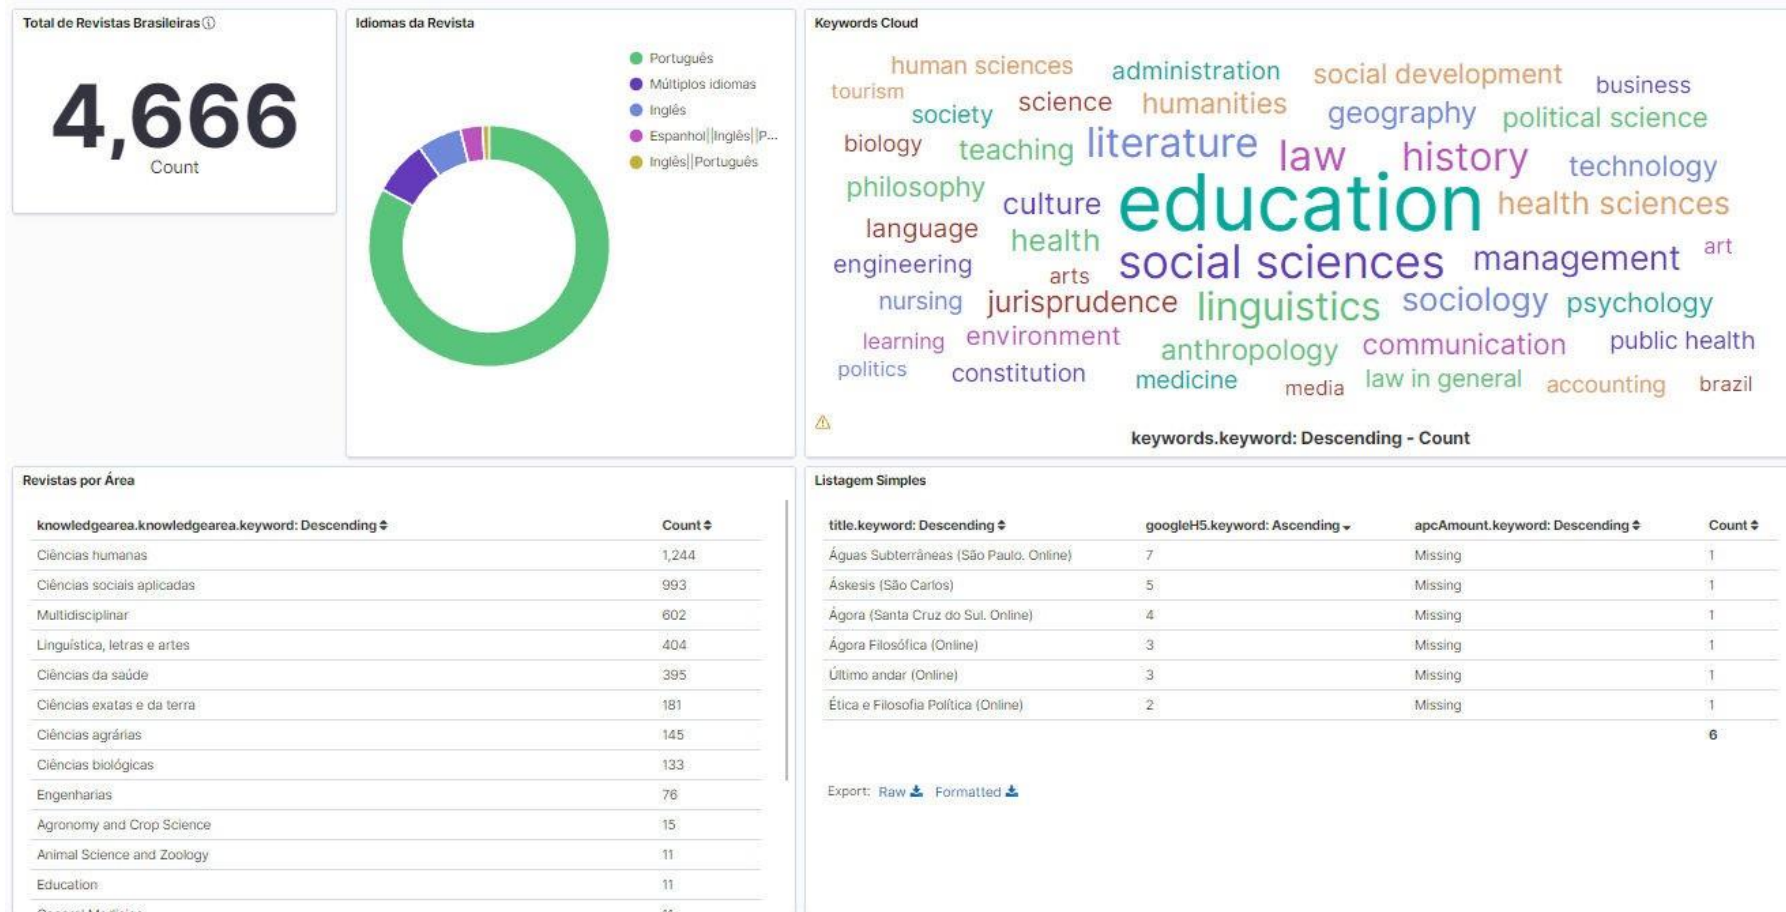 Total de Revistas Brasileiras
4,666
Count
Idiomas da Revista
Português
Múltiplos idiomas
Inglês
Espanhol||Inglês||P...
Inglês||Português
Keywords Cloud
human sciences administration social development business
tourism society science humanities geography political science
biology teaching literature law history technology
philosophy culture education health sciences
language health
engineering arts social sciences management art
nursing jurisprudence linguistics sociology psychology
learning environment anthropology communication public health
politics constitution medicine media law in general accounting brazil
keywords.keyword: Descending - Count
Revistas por Área
knowledgearea.knowledgearea.keyword: Descending Count
Ciências humanas 1,244
Ciências sociais aplicadas 993
Multidisciplinar 602
Linguística, letras e artes 404
Ciências da saúde 395
Ciências exatas e da terra 181
Ciências agrárias 145
Ciências biológicas 133
Engenharias 76
Agronomy and Crop Science 15
Animal Science and Zoology 11
Education 11
Listagem Simples
title.keyword: Descending googleH5.keyword: Ascending apcAmount.keyword: Descending Count
Águas Subterrâneas (São Paulo. Online) 7 Missing 1
Áskesis (São Carlos) 5 Missing 1
Ágora (Santa Cruz do Sul. Online) 4 Missing 1
Ágora Filosófica (Online) 3 Missing 1
Último andar (Online) 3 Missing 1
Ética e Filosofia Política (Online) 2 Missing 1
6
Export: Raw Formatted